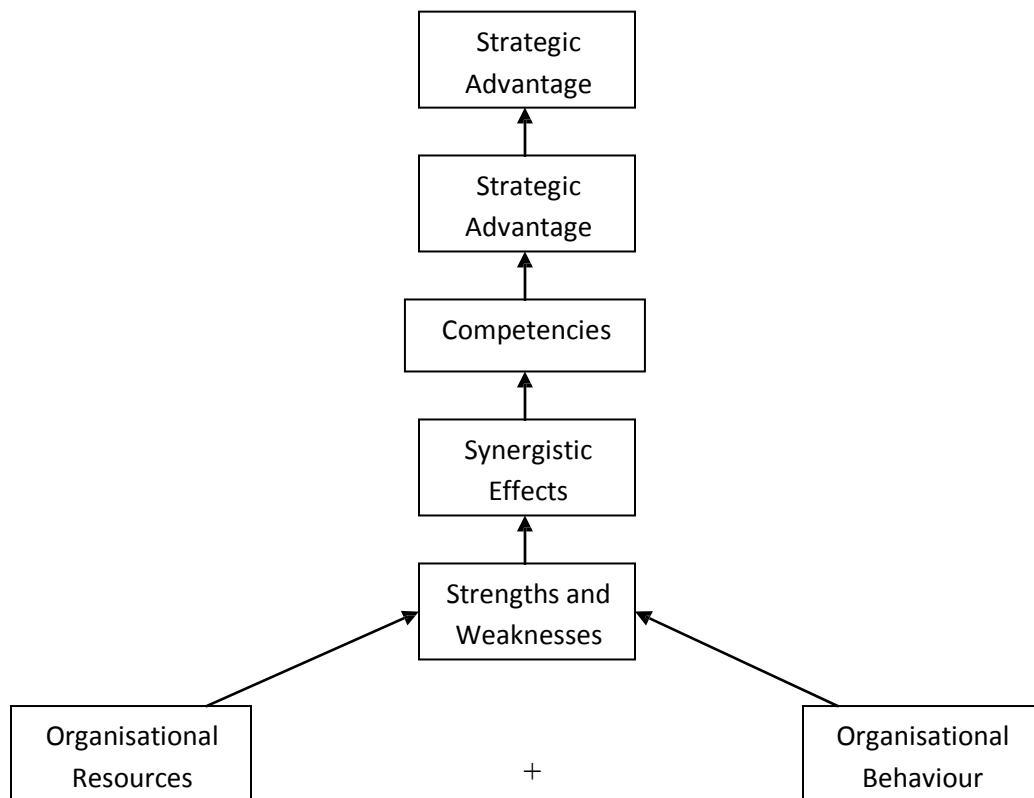 Strategic
Advantage
Strategic
Advantage
Competencies
Synergistic
Effects
Strengths and
Weaknesses
Organisational
Resources
+
Organisational
Behaviour